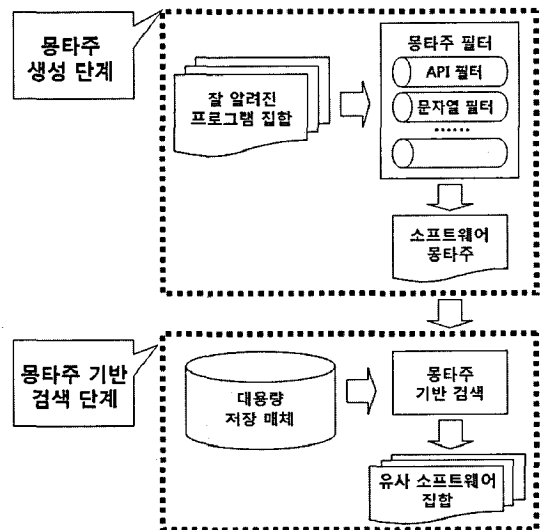 몽타주
생성 단계
잘 알려진
프로그램 집합
몽타주 필터
API 필터
문자열 필터
......
소프트웨어
몽타주
몽타주 기반
검색 단계
대용량
저장 매체
몽타주
기반 검색
유사 소프트웨어
집합